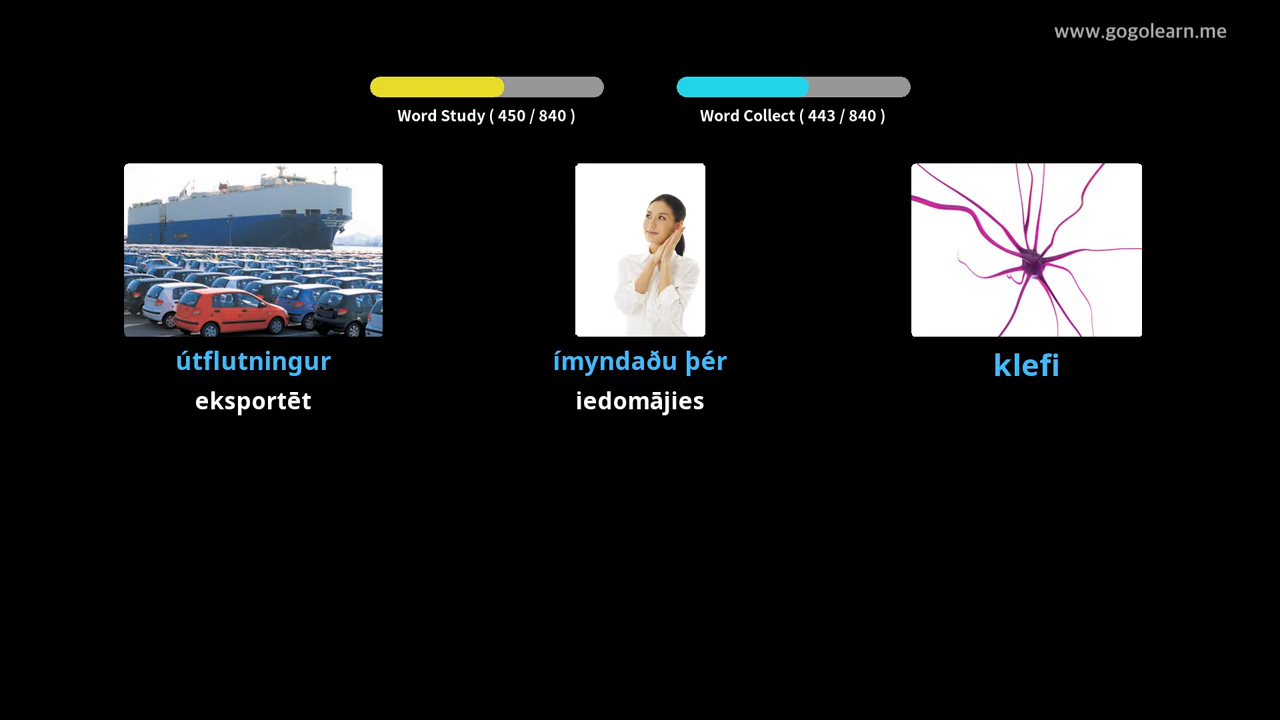 www.gogolearn.me
Word Study ( 450 / 840 )
Word Collect ( 443 / 840 )
útflutningur
eksportēt
ímyndaðu þér
iedomājies
klefi